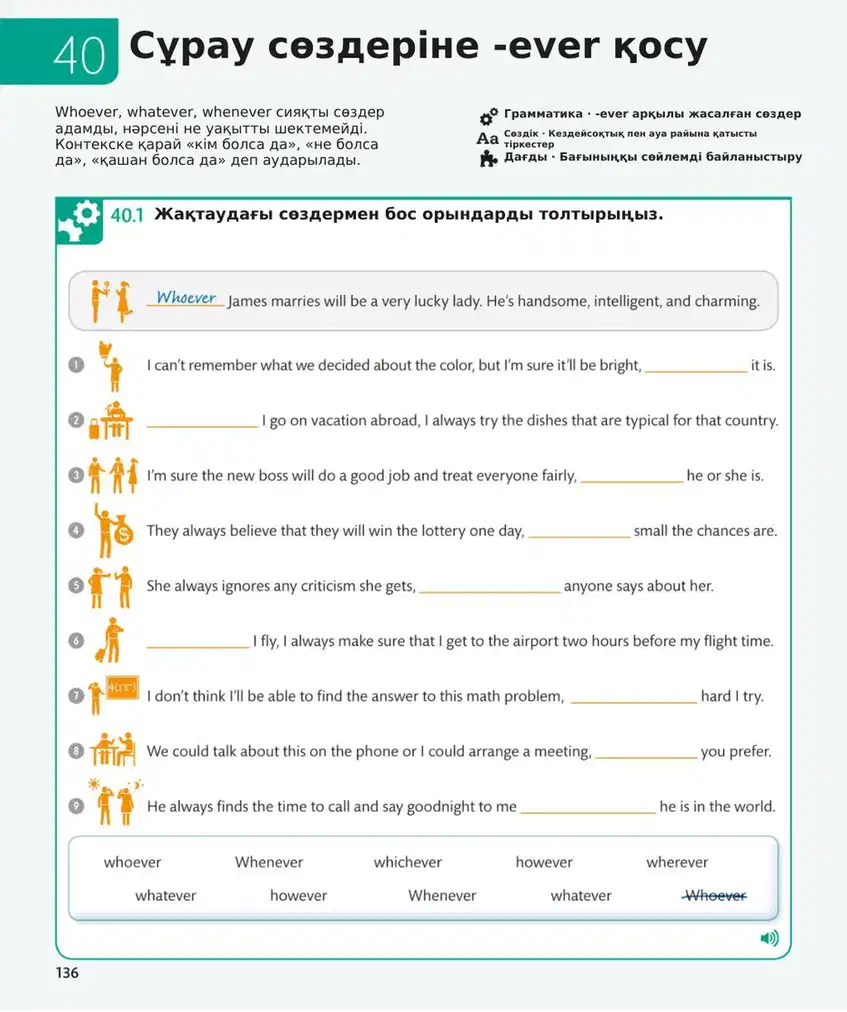 40
Сұрау сөздеріне -ever қосу
Whoever, whatever, whenever сияқты сөздер
адамды, нәрсені не уақытты шектемейді.
Контекске қарай «кім болса да», «не болса
да», «қашан болса да» деп аударылады.
Грамматика · -ever арқылы жасалған сөздер
Aa Сөздік · Кездейсоқтық пен ауа райына қатысты
тіркестер
Дағды · Бағыныңқы сөйлемді байланыстыру
40.1 Жақтаудағы сөздермен бос орындарды толтырыңыз.
Whoever James marries will be a very lucky lady. He's handsome, intelligent, and charming.
1 I can't remember what we decided about the color, but I'm sure it'll be bright, ____________ it is.
2 ____________ I go on vacation abroad, I always try the dishes that are typical for that country.
3 I'm sure the new boss will do a good job and treat everyone fairly, ____________ he or she is.
4 They always believe that they will win the lottery one day, ____________ small the chances are.
$
5 She always ignores any criticism she gets, ____________ anyone says about her.
6 ____________ I fly, I always make sure that I get to the airport two hours before my flight time.
7 I don't think I'll be able to find the answer to this math problem, ____________ hard I try.
8 We could talk about this on the phone or I could arrange a meeting, ____________ you prefer.
9 He always finds the time to call and say goodnight to me ____________ he is in the world.
whoever Whenever whichever however wherever
whatever however Whenever whatever Whoever
136